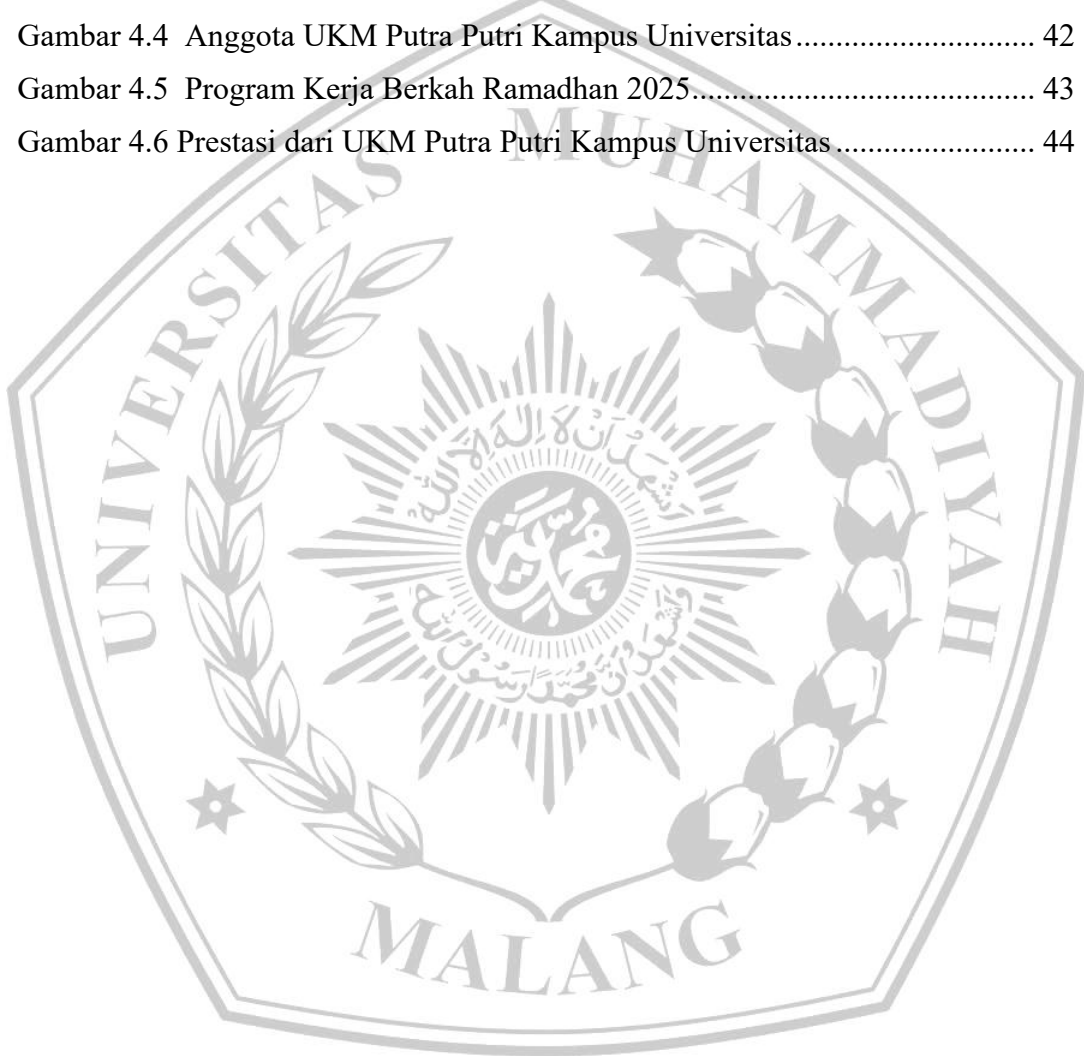 Gambar 4.4  Anggota UKM Putra Putri Kampus Universitas.............................. 42
Gambar 4.5  Program Kerja Berkah Ramadhan 2025........................................... 43
Gambar 4.6 Prestasi dari UKM Putra Putri Kampus Universitas......................... 44
UNIVERSITAS MUHAMMADIYAH
MALANG